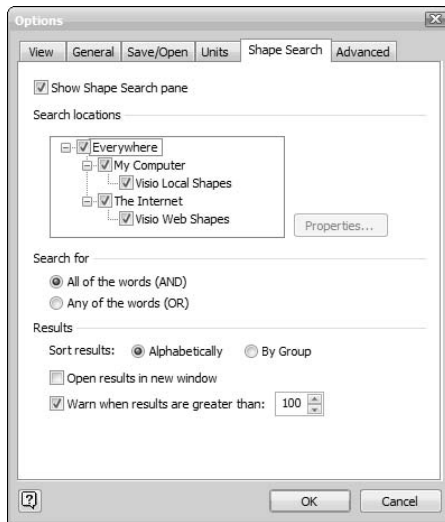 Options
View General Save/Open Units Shape Search Advanced
Show Shape Search pane
Search locations
Everywhere
My Computer
Visio Local Shapes
The Internet
Visio Web Shapes
Properties...
Search for
All of the words (AND)
Any of the words (OR)
Results
Sort results: Alphabetically By Group
Open results in new window
Warn when results are greater than: 100
? OK Cancel